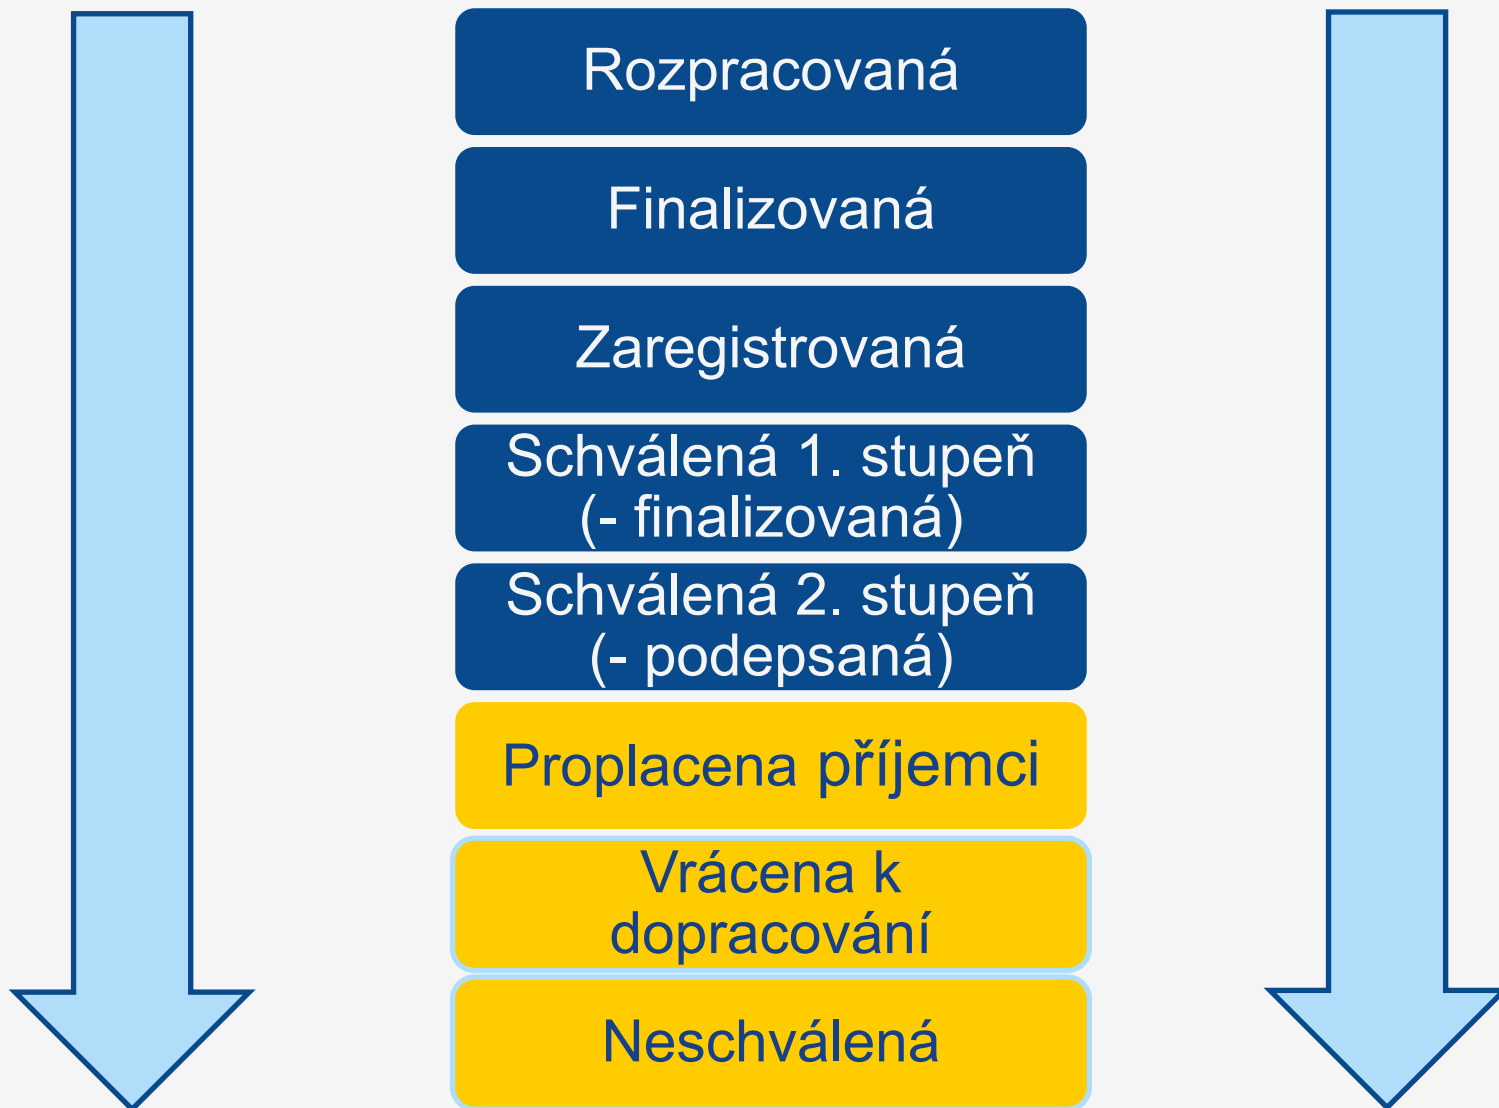 Rozpracovaná
Finalizovaná
Zaregistrovaná
Schválená 1. stupeň
(- finalizovaná)
Schválená 2. stupeň
(- podepsaná)
Proplacena příjemci
Vrácena k
dopracování
Neschválená